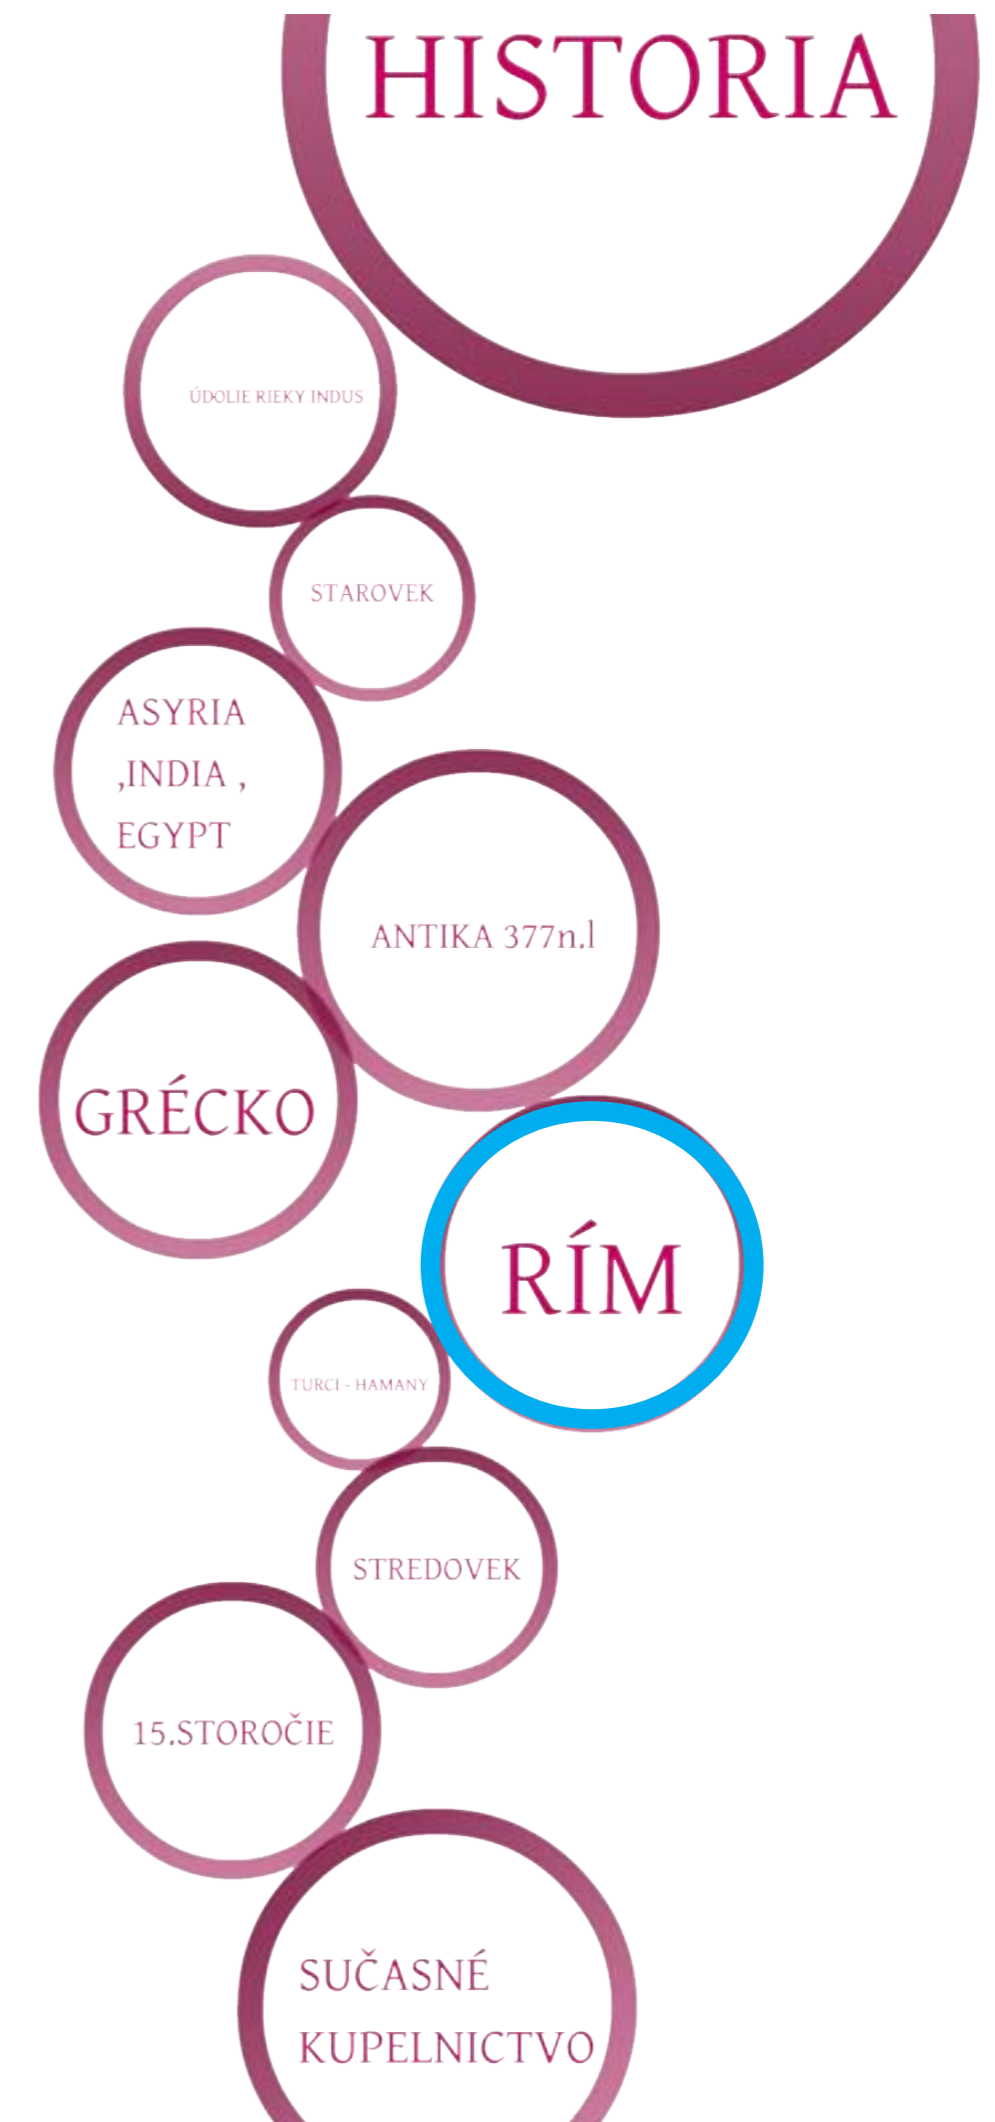 HISTORIA
ÚDOLIE RIEKY INDUS
STAROVEK
ASYRIA
,INDIA ,
EGYPT
ANTIKA 377n.l
GRÉCKO
RÍM
TURCI - HAMANY
STREDOVEK
15.STOROČIE
SUČASNÉ
KUPELNICTVO